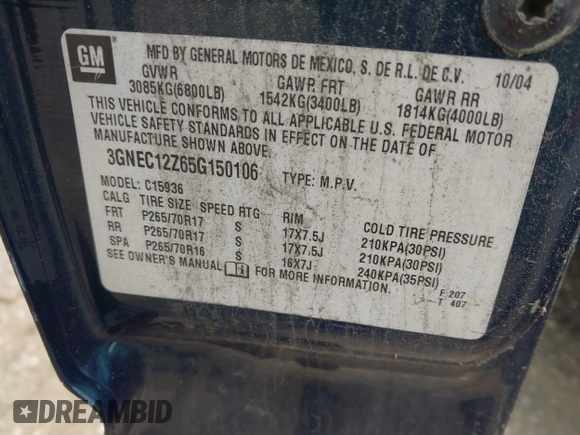 GM
MFD BY GENERAL MOTORS DE MEXICO, S. DE R.L. DE C.V. 10/04
GVWR GAWR FRT GAWR RR
3085KG(6800LB) 1542KG(3400LB) 1814KG(4000LB)
THIS VEHICLE CONFORMS TO ALL APPLICABLE U.S. FEDERAL MOTOR
VEHICLE SAFETY STANDARDS IN EFFECT ON THE DATE OF
MANUFACTURE SHOWN ABOVE.
3GNEC12Z65G150106 TYPE: M.P.V.
MODEL: C15936
CALG TIRE SIZE SPEED RTG RIM COLD TIRE PRESSURE
FRT P265/70R17 S 17X7.5J 210KPA(30PSI)
RR P265/70R17 S 17X7.5J 210KPA(30PSI)
SPA P265/70R16 S 16X7J 240KPA(35PSI)
SEE OWNER'S MANUAL FOR MORE INFORMATION.
F 207
T 407
DREAMBID